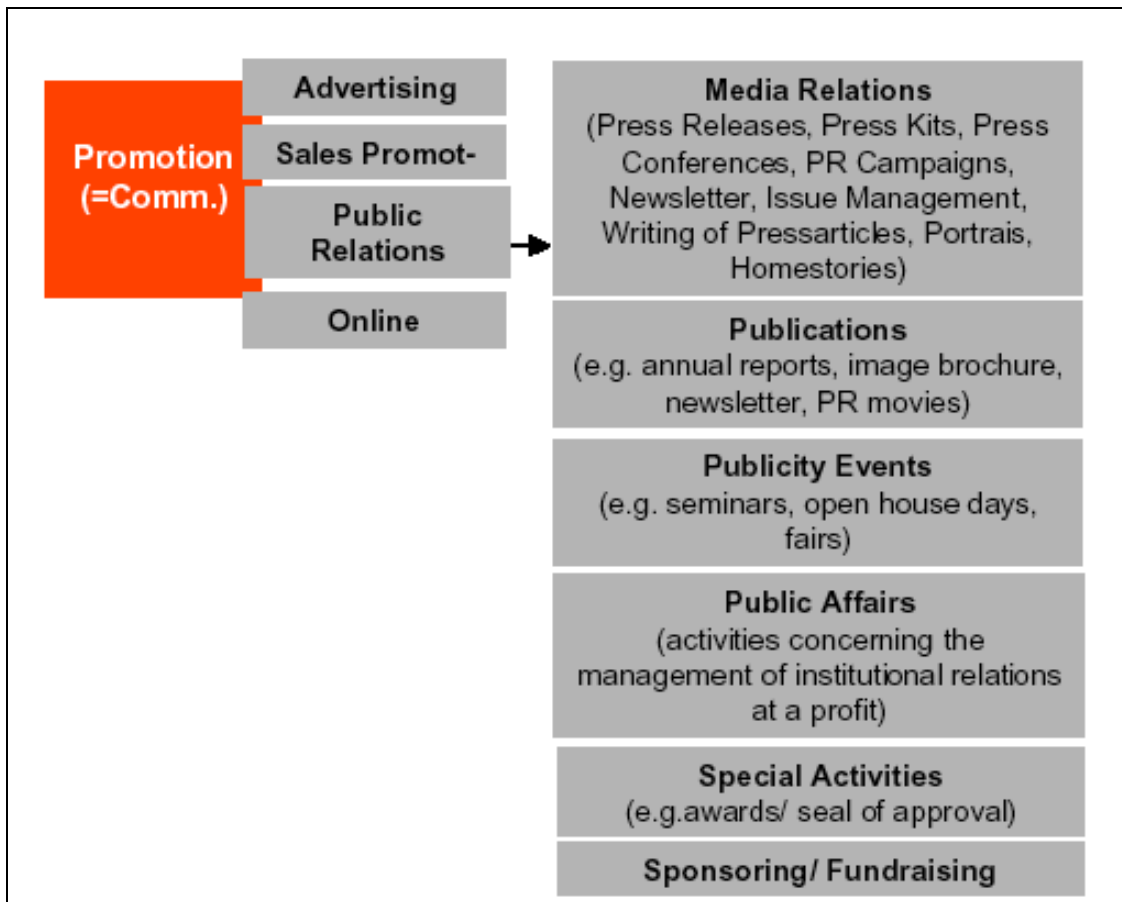 Promotion
(=Comm.)
Advertising
Sales Promot-
Public
Relations
Online
Media Relations
(Press Releases, Press Kits, Press
Conferences, PR Campaigns,
Newsletter, Issue Management,
Writing of Pressarticles, Portrais,
Homestories)
Publications
(e.g. annual reports, image brochure,
newsletter, PR movies)
Publicity Events
(e.g. seminars, open house days,
fairs)
Public Affairs
(activities concerning the
management of institutional relations
at a profit)
Special Activities
(e.g.awards/ seal of approval)
Sponsoring/ Fundraising